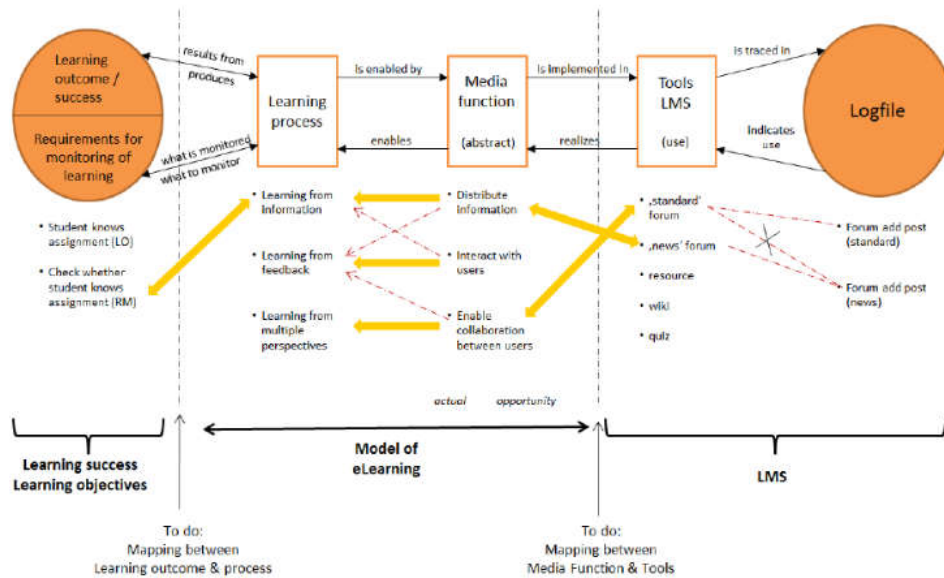 Learning
outcome /
success
Requirements for
monitoring of
learning
results from
produces
what is monitored
what to monitor
Learning
process
is enabled by
enables
Media
function
(abstract)
is implemented in
realizes
Tools
LMS
(use)
is traced in
Indicates
use
Logfile
• Student knows
assignment (LO)
• Check whether
student knows
assignment (RM)
• Learning from
information
• Learning from
feedback
• Learning from
multiple
perspectives
• Distribute
information
• Interact with
users
• Enable
collaboration
between users
• ‚standard'
forum
• ‚news' forum
• resource
• wiki
• quiz
• Forum add post
(standard)
• Forum add post
(news)
actual opportunity
Learning success
Learning objectives
Model of
eLearning
LMS
To do:
Mapping between
Learning outcome & process
To do:
Mapping between
Media Function & Tools